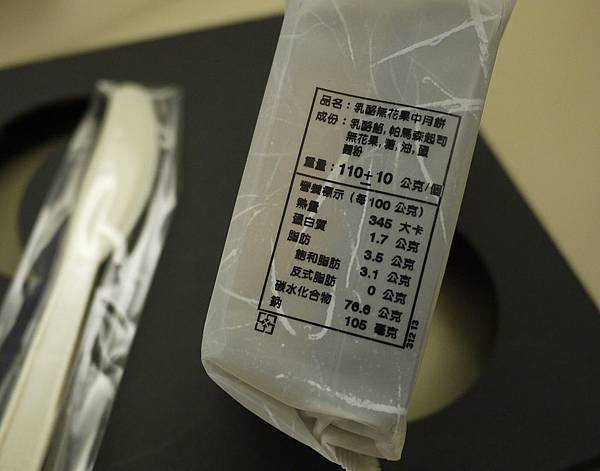 品名：乳酪無花果中月餅
成份：乳酪餡,帕馬森起司
無花果,糖,油,蛋
麵粉
重量：110±10 公克/個
營養標示（每100公克）
熱量 345 大卡
蛋白質 1.7 公克
脂肪 3.5 公克
飽和脂肪 3.1 公克
反式脂肪 0 公克
碳水化合物 76.6 公克
鈉 105 毫克
312 13